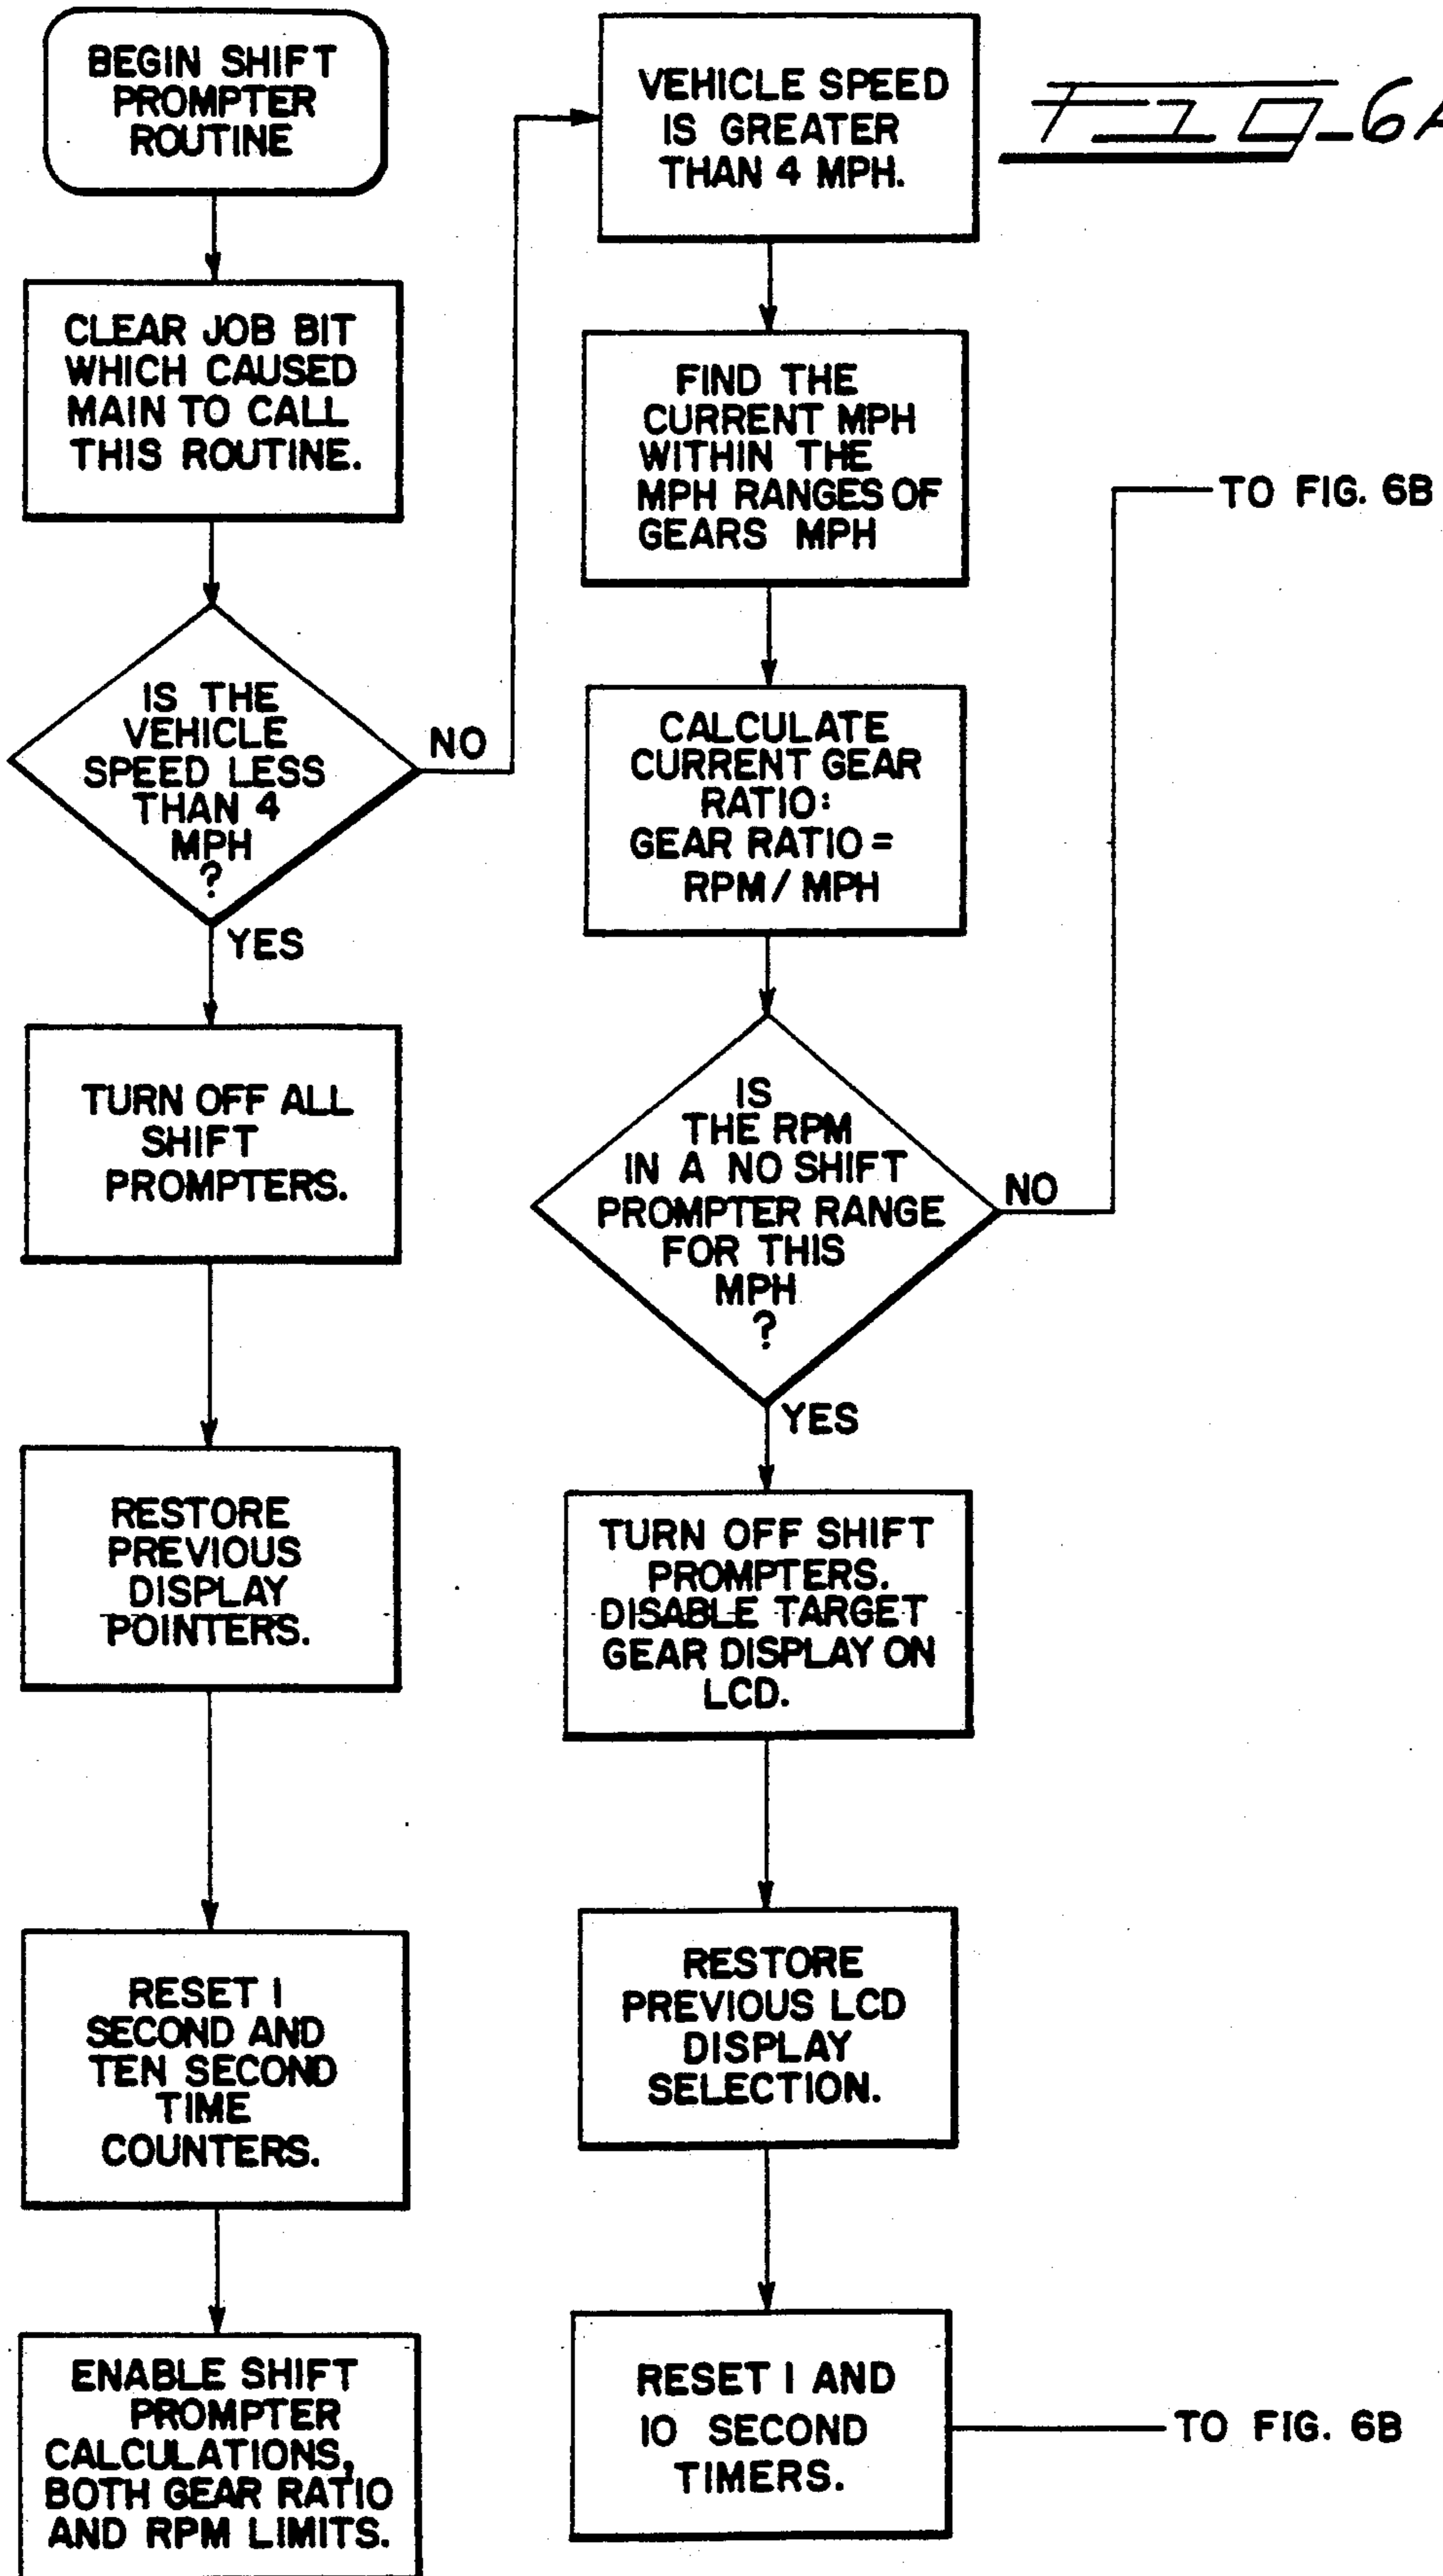 BEGIN SHIFT
PROMPTER
ROUTINE
CLEAR JOB BIT
WHICH CAUSED
MAIN TO CALL
THIS ROUTINE.
IS THE
VEHICLE
SPEED LESS
THAN 4
MPH
?
NO
YES
TURN OFF ALL
SHIFT
PROMPTERS.
RESTORE
PREVIOUS
DISPLAY
POINTERS.
RESET 1
SECOND AND
TEN SECOND
TIME
COUNTERS.
ENABLE SHIFT
PROMPTER
CALCULATIONS,
BOTH GEAR RATIO
AND RPM LIMITS.
VEHICLE SPEED
IS GREATER
THAN 4 MPH.
FIND THE
CURRENT MPH
WITHIN THE
MPH RANGES OF
GEARS MPH
CALCULATE
CURRENT GEAR
RATIO:
GEAR RATIO =
RPM / MPH
IS
THE RPM
IN A NO SHIFT
PROMPTER RANGE
FOR THIS
MPH
?
NO
YES
TURN OFF SHIFT
PROMPTERS.
DISABLE TARGET
GEAR DISPLAY ON
LCD.
RESTORE
PREVIOUS LCD
DISPLAY
SELECTION.
RESET 1 AND
10 SECOND
TIMERS.
FIG_6A
TO FIG. 6B
TO FIG. 6B